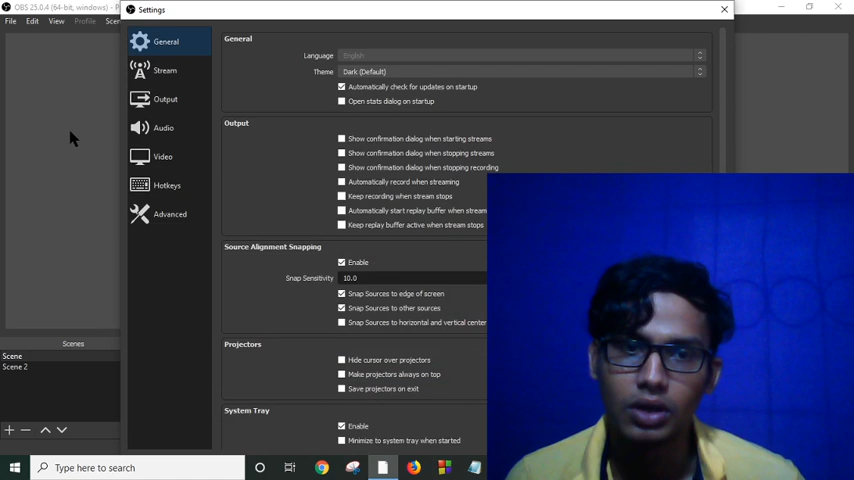 OBS 25.0.4 (64-bit, windows) - P
File Edit View Profile Scen
Settings
General
Stream
Output
Audio
Video
Hotkeys
Advanced
General
Language English
Theme Dark (Default)
Automatically check for updates on startup
Open stats dialog on startup
Output
Show confirmation dialog when starting streams
Show confirmation dialog when stopping streams
Show confirmation dialog when stopping recording
Automatically record when streaming
Keep recording when stream stops
Automatically start replay buffer when stream
Keep replay buffer active when stream stops
Source Alignment Snapping
Enable
Snap Sensitivity 10.0
Snap Sources to edge of screen
Snap Sources to other sources
Snap Sources to horizontal and vertical center
Projectors
Hide cursor over projectors
Make projectors always on top
Save projectors on exit
System Tray
Enable
Minimize to system tray when started
Scenes
Scene
Scene 2
Type here to search